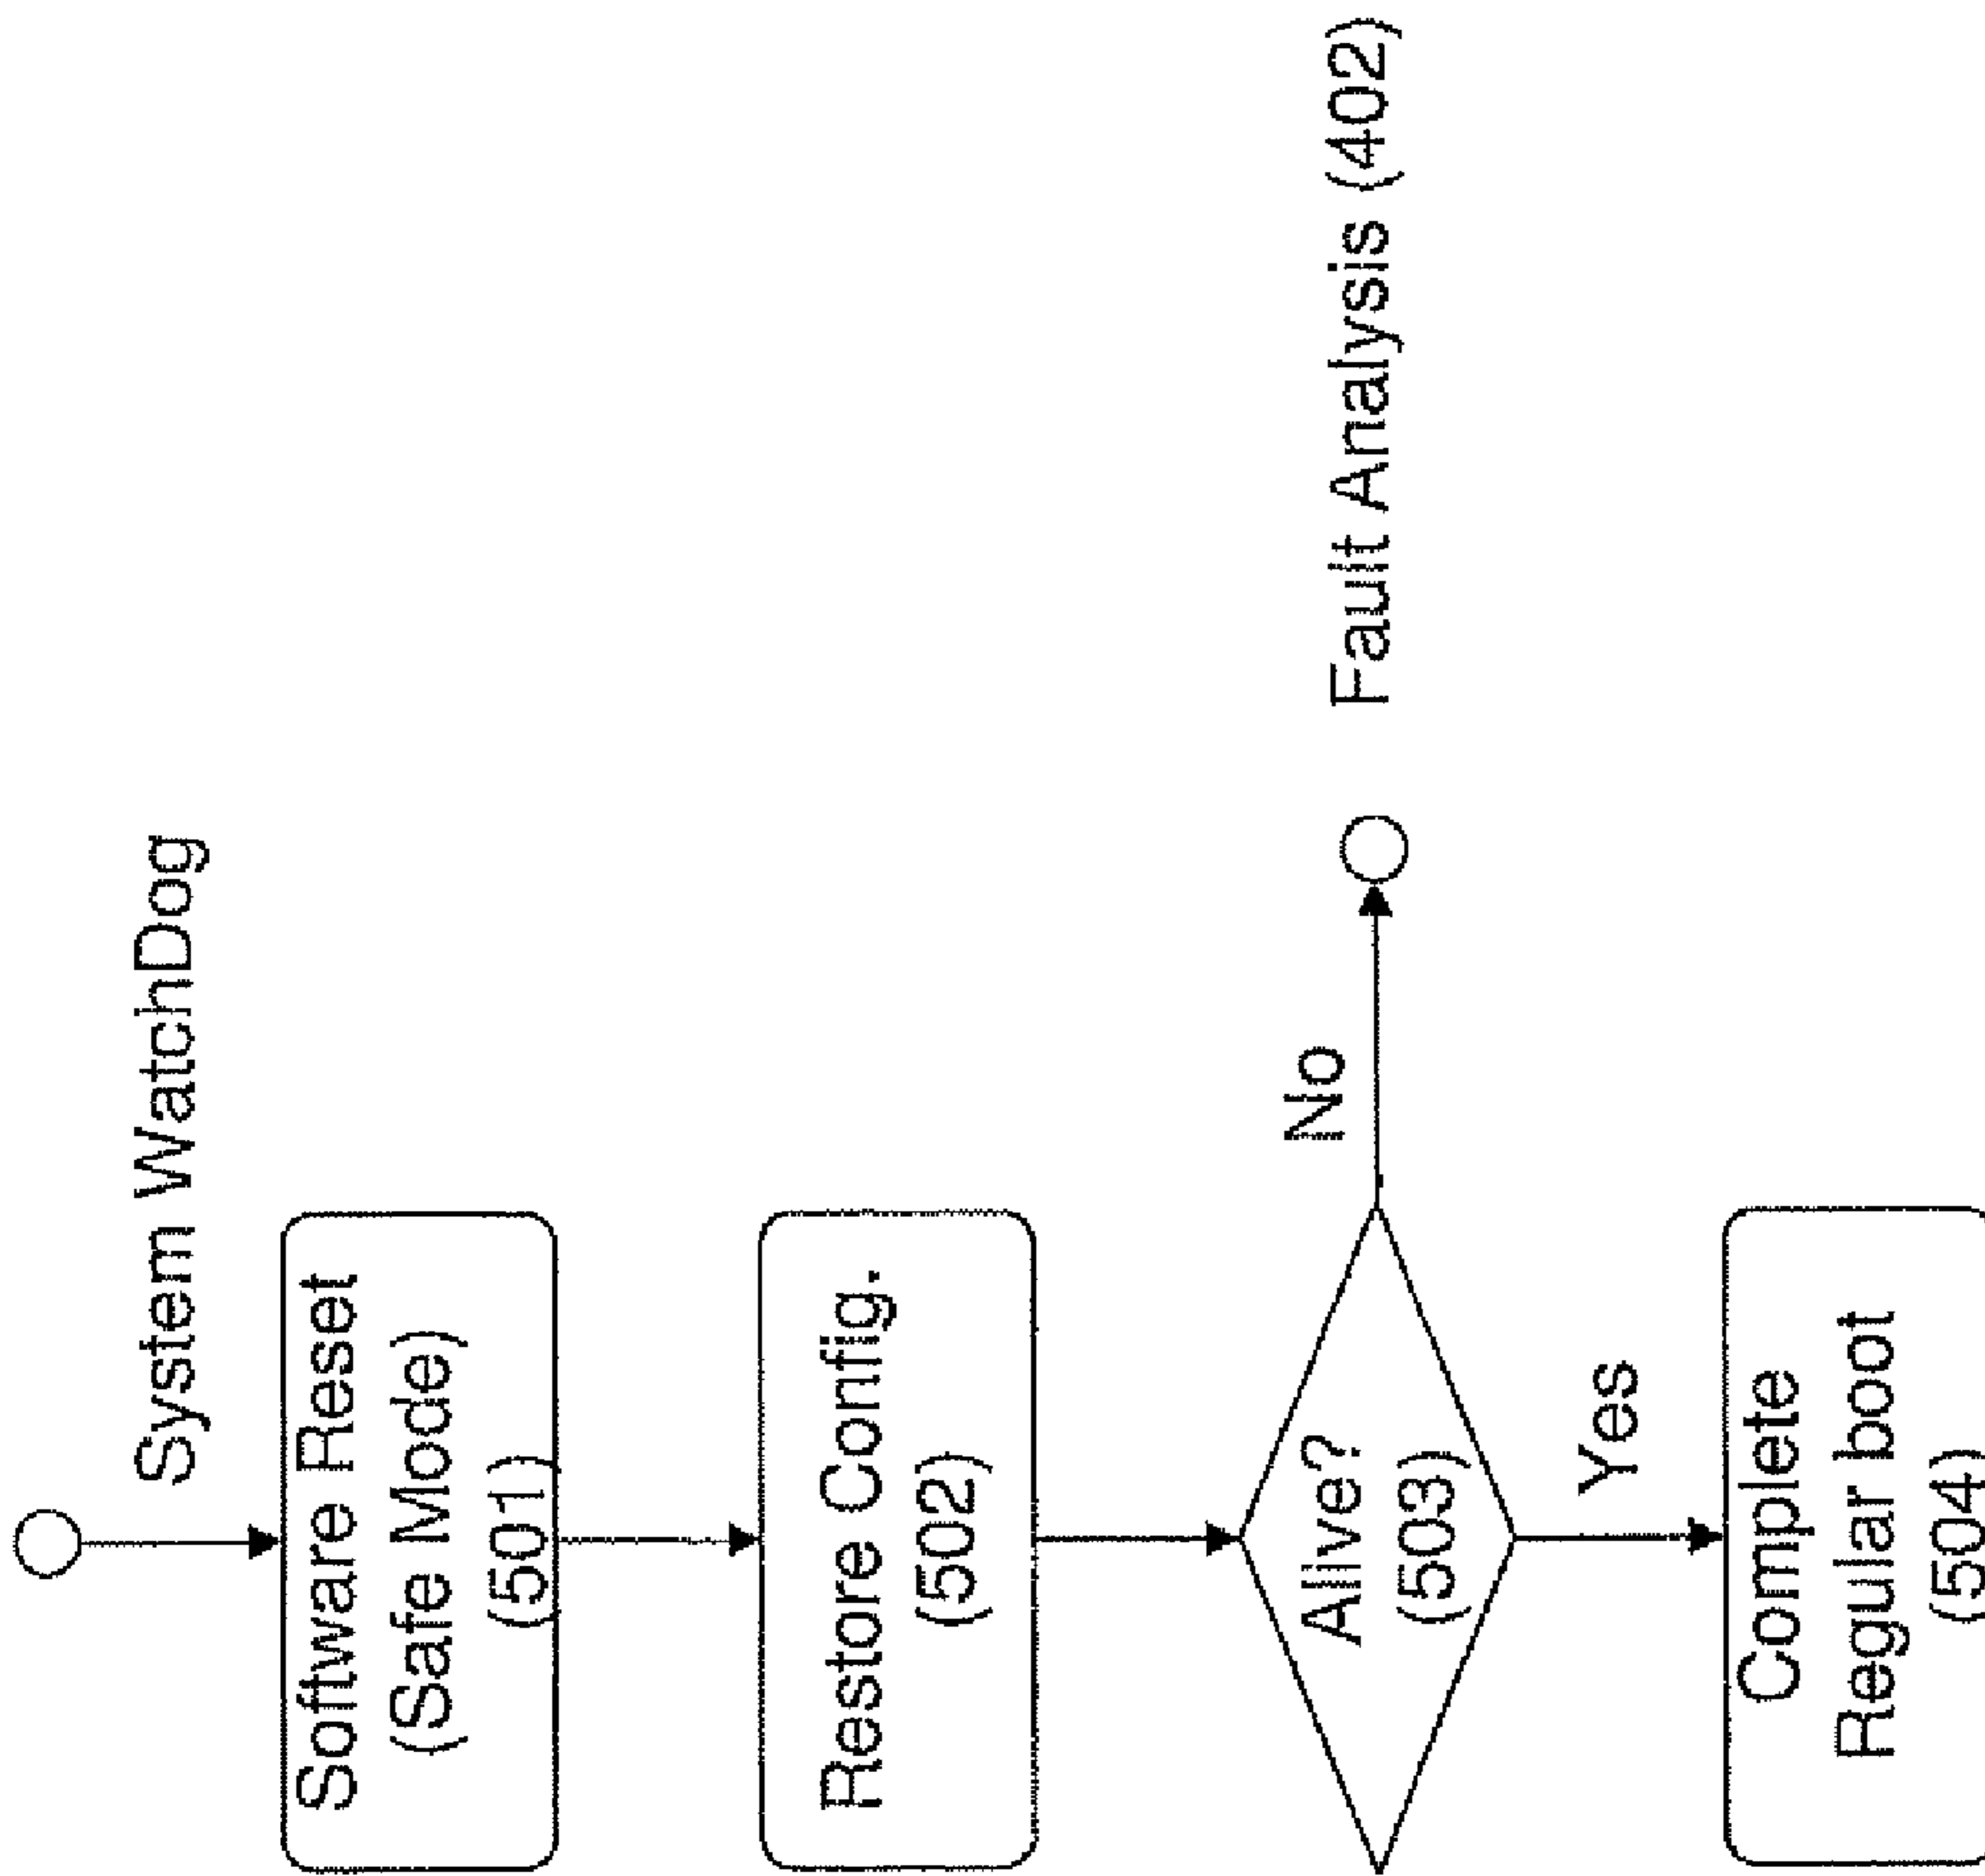 System WatchDog
Software Reset
(Safe Mode)
(501)
Restore Config.
(502)
Alive?
(503)
No
Fault Analysis (402)
Yes
Complete
Regular boot
(504)